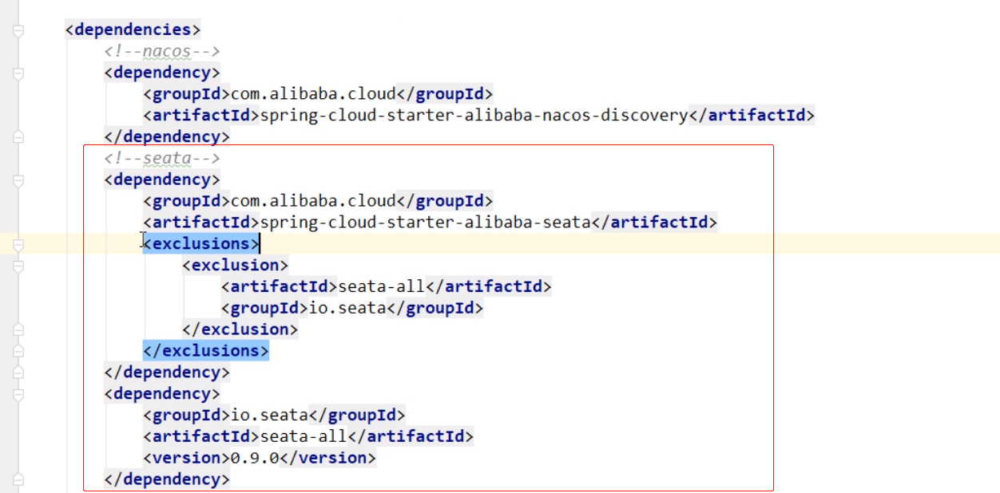 <dependencies>
<!--nacos-->
<dependency>
<groupId>com.alibaba.cloud</groupId>
<artifactId>spring-cloud-starter-alibaba-nacos-discovery</artifactId>
</dependency>
<!--seata-->
<dependency>
<groupId>com.alibaba.cloud</groupId>
<artifactId>spring-cloud-starter-alibaba-seata</artifactId>
<exclusions>
<exclusion>
<artifactId>seata-all</artifactId>
<groupId>io.seata</groupId>
</exclusion>
</exclusions>
</dependency>
<dependency>
<groupId>io.seata</groupId>
<artifactId>seata-all</artifactId>
<version>0.9.0</version>
</dependency>